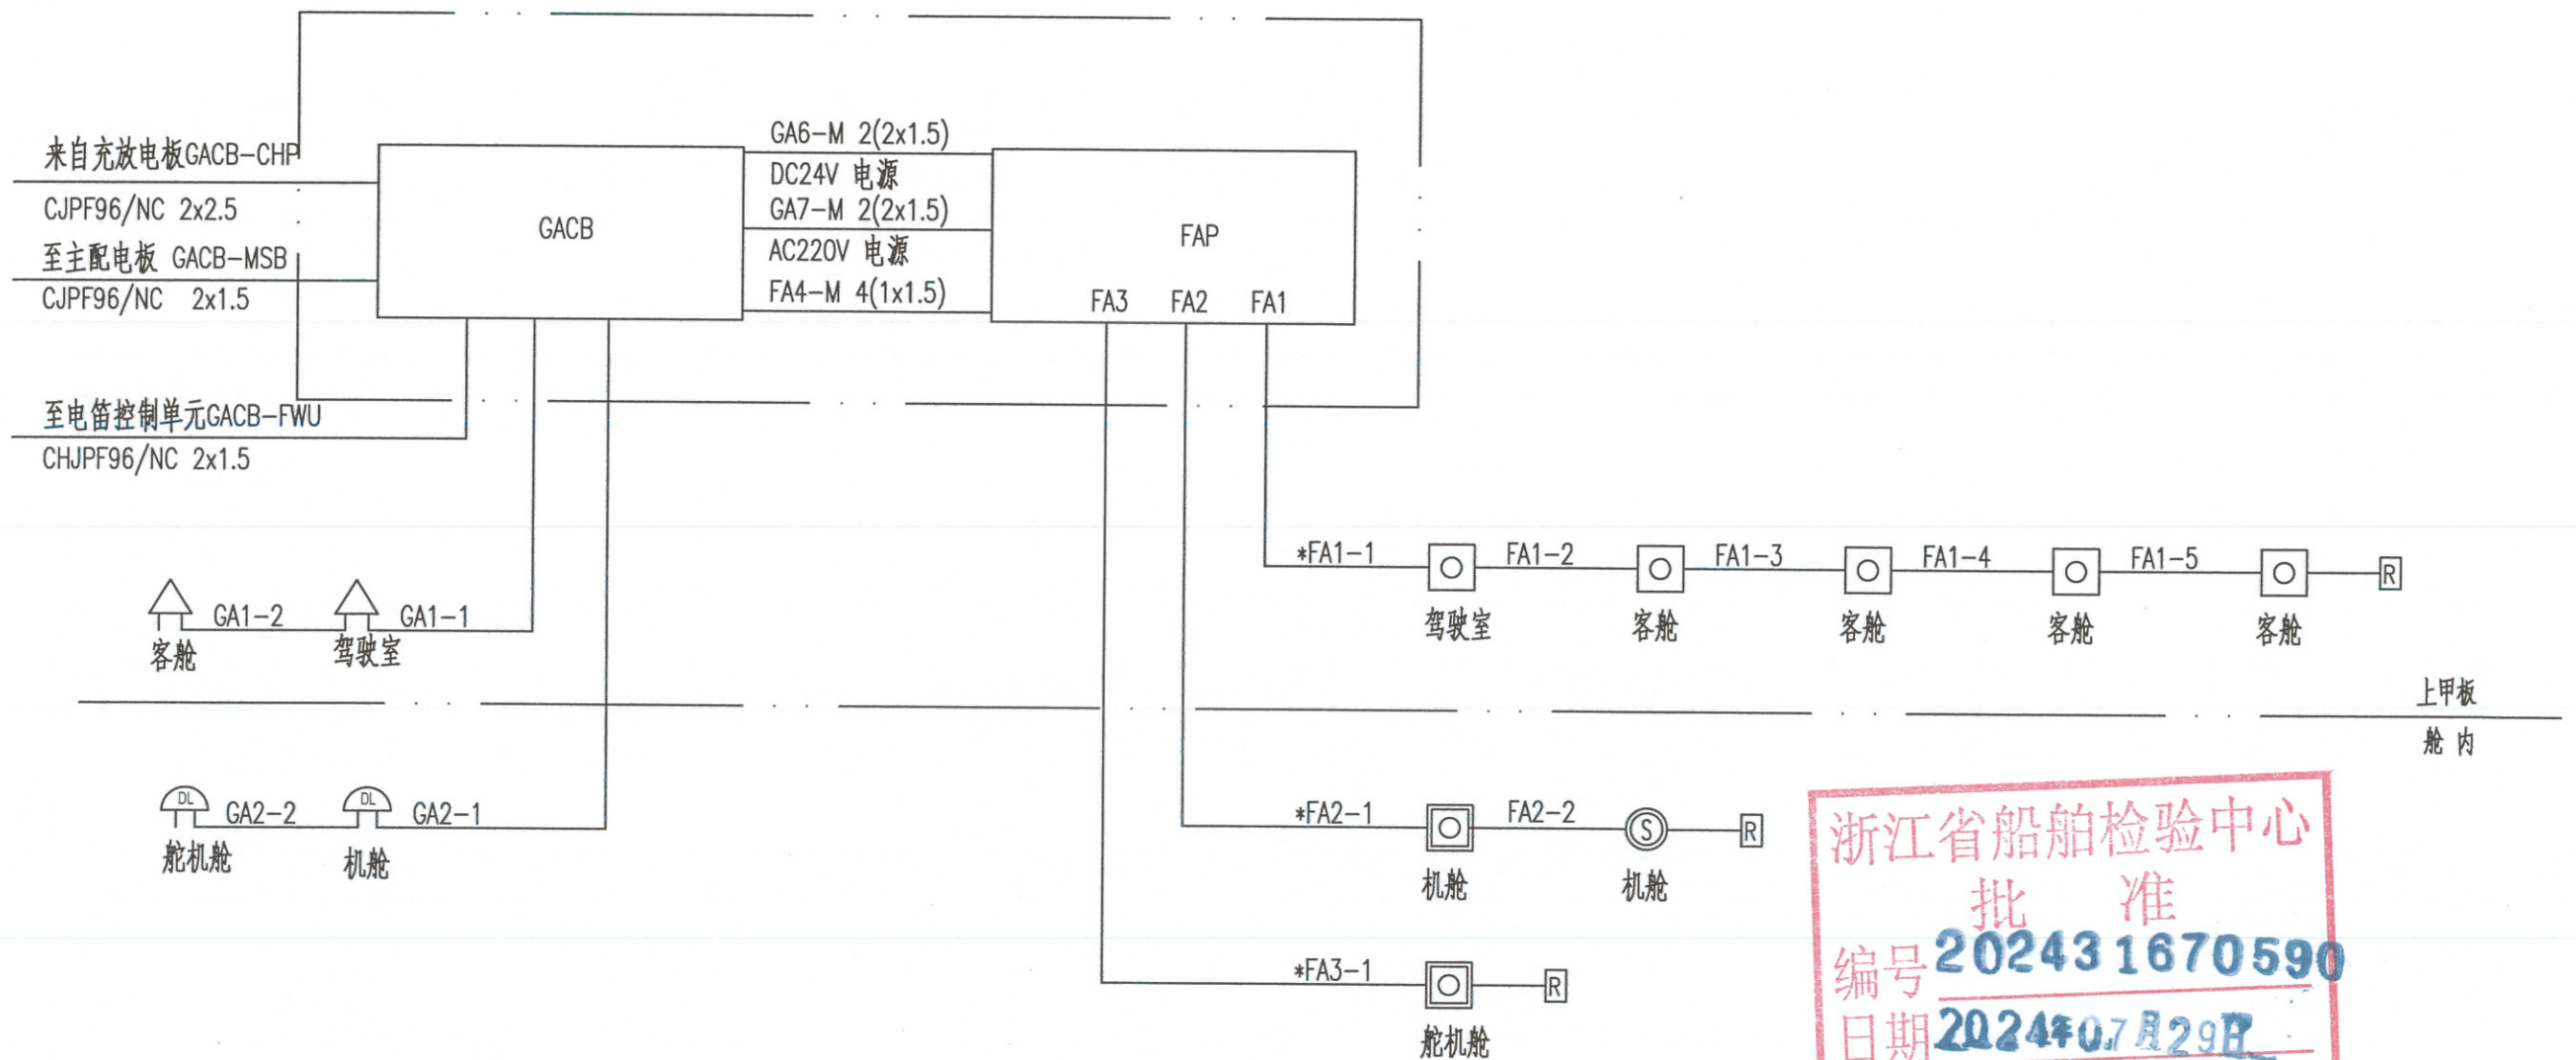 来自充放电板GACB-CHP
CJPF96/NC 2x2.5
至主配电板 GACB-MSB
CJPF96/NC 2x1.5
至电笛控制单元GACB-FWU
CHJPF96/NC 2x1.5
GACB
GA6-M 2(2x1.5)
DC24V 电源
GA7-M 2(2x1.5)
AC220V 电源
FA4-M 4(1x1.5)
FAP
FA3 FA2 FA1
*FA1-1 FA1-2 FA1-3 FA1-4 FA1-5 R
驾驶室 客舱 客舱 客舱 客舱
GA1-2 GA1-1
客舱 驾驶室
上甲板
舱内
DL GA2-2 DL GA2-1
舵机舱 机舱
*FA2-1 FA2-2 S R
机舱 机舱
*FA3-1 R
舵机舱
浙江省船舶检验中心
批 准
编号 202431670590
日期 2024年07月29日